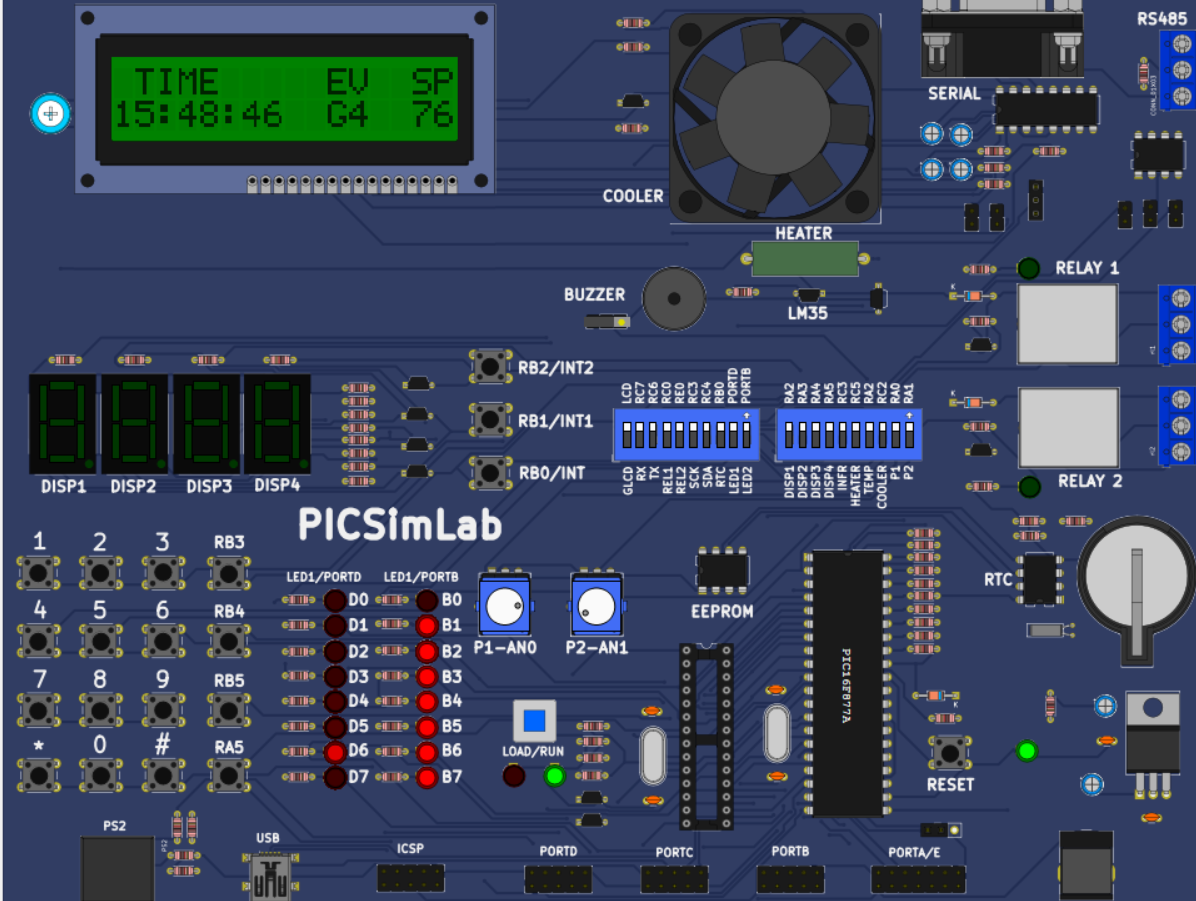 TIME EV SP
15:48:46 G4 76
RS485
SERIAL
CONN_01X03
COOLER
HEATER
BUZZER
LM35
K
RELAY 1
RB2/INT2
RB1/INT1
RB0/INT
LCD RC7 RC6 RC0 RE0 RC3 RC4 RB0 PORTD PORTB
GLCD RX TX REL1 REL2 SCK SDA RTC LED1 LED2
RA2 RA3 RA4 RA5 RC3 RC5 RA2 RC2 RA0 RA1
DISP1 DISP2 DISP3 DISP4 INFR HEATER TEMP COOLER P1 P2
K
RELAY 2
DISP1 DISP2 DISP3 DISP4
PICSimLab
1 2 3 RB3
4 5 6 RB4
7 8 9 RB5
* 0 # RA5
LED1/PORTD LED1/PORTB
D0 B0
D1 B1
D2 B2
D3 B3
D4 B4
D5 B5
D6 B6
D7 B7
P1-AN0 P2-AN1
EEPROM
RTC
PIC16F877A
K
LOAD/RUN
RESET
PS2
PS2
USB
ICSP
PORTD
PORTC
PORTB
PORTA/E